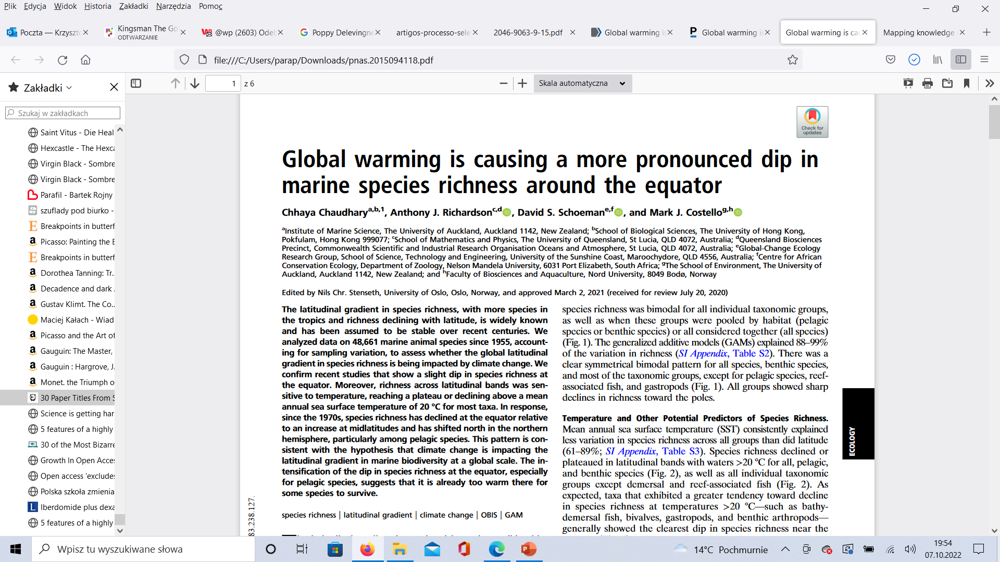 Plik Edycja Widok Historia Zakładki Narzędzia Pomoc
Poczta — Krzyszto
Kingsman The Go
ODTWARZANIE
@wp (2603) Odeb
Poppy Delevingne
artigos-processo-sele
2046-9063-9-15.pdf
Global warming is
Global warming is
Global warming is ca
Mapping knowledge
file:///C:/Users/parap/Downloads/pnas.2015094118.pdf
Zakładki
1 z 6
Skala automatyczna
Szukaj w zakładkach
Saint Vitus - Die Heal
Hexcastle - The Hexca
Virgin Black - Sombre
Virgin Black - Sombre
Parafil - Bartek Rojny
szuflady pod biurko -
Breakpoints in butterf
Picasso: Painting the B
Breakpoints in butterf
Dorothea Tanning: Tr...
Decadence and dark
Gustav Klimt. The Co...
Maciej Kałach - Wiad
Picasso and the Art of
Gauguin: The Master,
Gauguin : Hargrove, J.
Monet. the Triumph o
30 Paper Titles From S
Science is getting har
5 features of a highly
30 of the Most Bizarre
Growth In Open Acces
Open access ‘excludes
Polska szkoła zmienia
Iberdomide plus dexa
5 features of a highly
Check for
updates
Global warming is causing a more pronounced dip in
marine species richness around the equator
Chhaya Chaudharya,b,1, Anthony J. Richardsonc,d, David S. Schoemane,f, and Mark J. Costellog,h
aInstitute of Marine Science, The University of Auckland, Auckland 1142, New Zealand; bSchool of Biological Sciences, The University of Hong Kong,
Pokfulam, Hong Kong 999077; cSchool of Mathematics and Physics, The University of Queensland, St Lucia, QLD 4072, Australia; dQueensland Biosciences
Precinct, Commonwealth Scientific and Industrial Research Organisation Oceans and Atmosphere, St Lucia, QLD 4072, Australia; eGlobal-Change Ecology
Research Group, School of Science, Technology and Engineering, University of the Sunshine Coast, Maroochydore, QLD 4556, Australia; fCentre for African
Conservation Ecology, Department of Zoology, Nelson Mandela University, 6031 Port Elizabeth, South Africa; gThe School of Environment, The University of
Auckland, Auckland 1142, New Zealand; and hFaculty of Biosciences and Aquaculture, Nord University, 8049 Bodø, Norway
Edited by Nils Chr. Stenseth, University of Oslo, Oslo, Norway, and approved March 2, 2021 (received for review July 20, 2020)
The latitudinal gradient in species richness, with more species in
the tropics and richness declining with latitude, is widely known
and has been assumed to be stable over recent centuries. We
analyzed data on 48,661 marine animal species since 1955, account-
ing for sampling variation, to assess whether the global latitudinal
gradient in species richness is being impacted by climate change. We
confirm recent studies that show a slight dip in species richness at
the equator. Moreover, richness across latitudinal bands was sen-
sitive to temperature, reaching a plateau or declining above a mean
annual sea surface temperature of 20 °C for most taxa. In response,
since the 1970s, species richness has declined at the equator relative
to an increase at midlatitudes and has shifted north in the northern
hemisphere, particularly among pelagic species. This pattern is con-
sistent with the hypothesis that climate change is impacting the
latitudinal gradient in marine biodiversity at a global scale. The in-
tensification of the dip in species richness at the equator, especially
for pelagic species, suggests that it is already too warm there for
some species to survive.
species richness | latitudinal gradient | climate change | OBIS | GAM
species richness was bimodal for all individual taxonomic groups,
as well as when these groups were pooled by habitat (pelagic
species or benthic species) or all considered together (all species)
(Fig. 1). The generalized additive models (GAMs) explained 88–99%
of the variation in richness (SI Appendix, Table S2). There was a
clear symmetrical bimodal pattern for all species, benthic species,
and most of the taxonomic groups, except for pelagic species, reef-
associated fish, and gastropods (Fig. 1). All groups showed sharp
declines in richness toward the poles.
Temperature and Other Potential Predictors of Species Richness.
Mean annual sea surface temperature (SST) consistently explained
less variation in species richness across all groups than did latitude
(61–89%; SI Appendix, Table S3). Species richness declined or
plateaued in latitudinal bands with waters >20 °C for all, pelagic,
and benthic species (Fig. 2), as well as all individual taxonomic
groups except demersal and reef-associated fish (Fig. 2). As
expected, taxa that exhibited a greater tendency toward decline
in species richness at temperatures >20 °C—such as bathy-
demersal fish, bivalves, gastropods, and benthic arthropods—
generally showed the clearest dip in species richness near the
ECOLOGY
83.238.127.
Wpisz tu wyszukiwane słowa
14°C Pochmurnie
19:54
07.10.2022